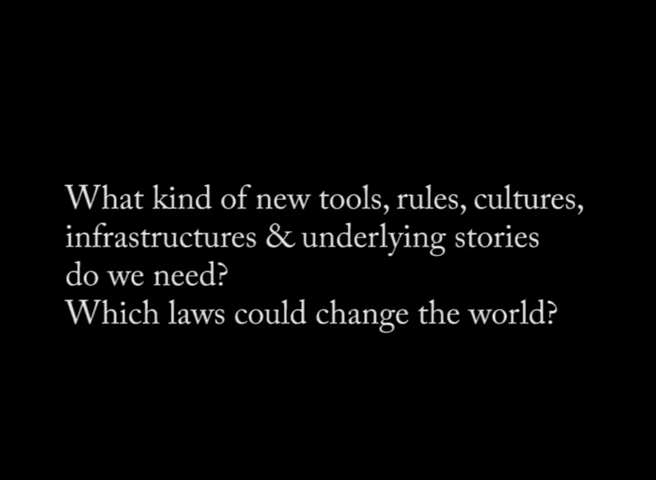 What kind of new tools, rules, cultures,
infrastructures & underlying stories
do we need?
Which laws could change the world?